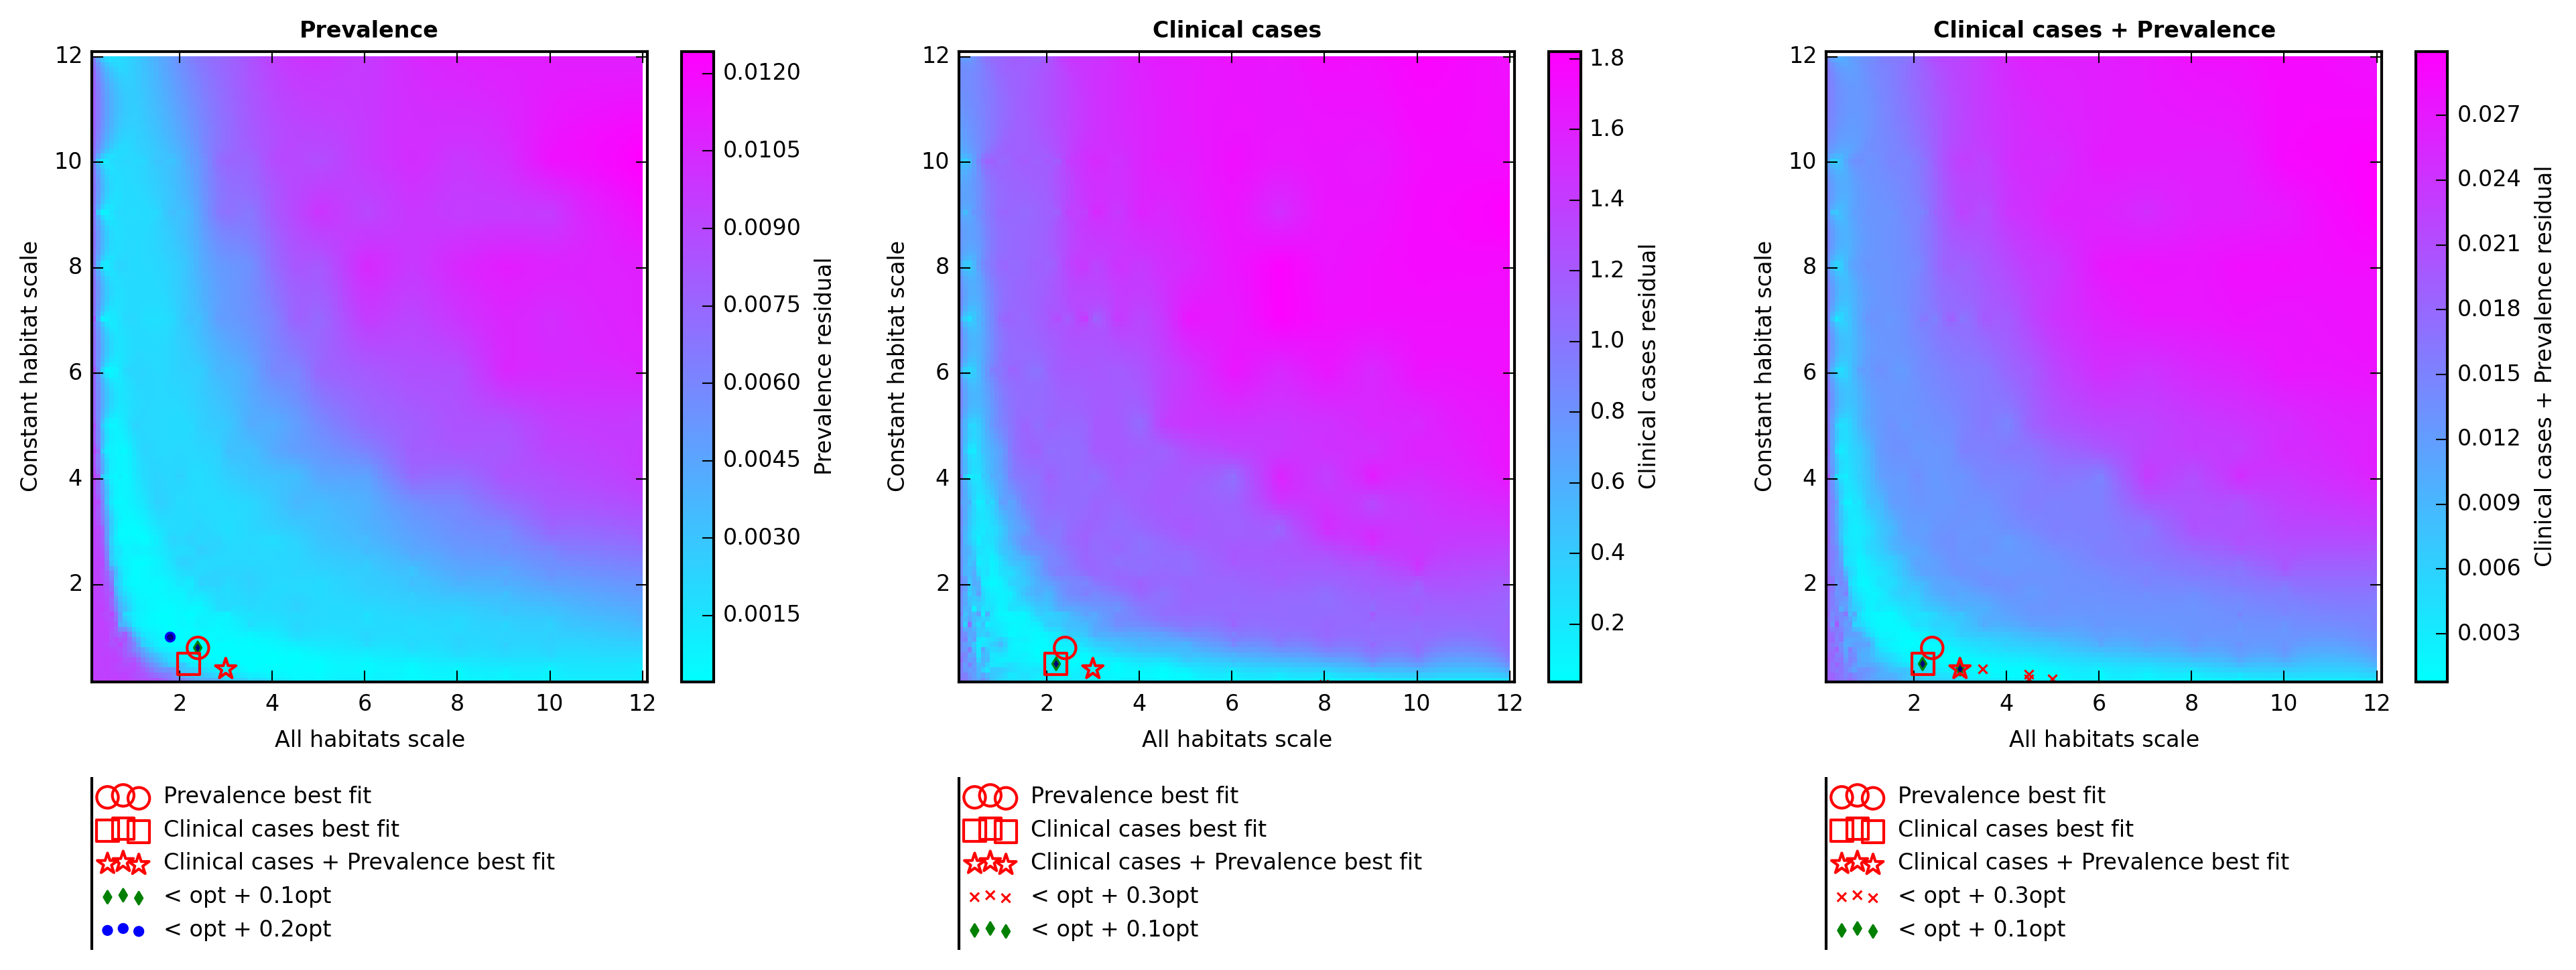 Prevalence
12
10
8
6
4
2
Constant habitat scale
2 4 6 8 10 12
All habitats scale
0.0120
0.0105
0.0090
0.0075
0.0060
0.0045
0.0030
0.0015
Prevalence residual
Prevalence best fit
Clinical cases best fit
Clinical cases + Prevalence best fit
< opt + 0.1opt
< opt + 0.2opt
Clinical cases
12
10
8
6
4
2
Constant habitat scale
2 4 6 8 10 12
All habitats scale
1.8
1.6
1.4
1.2
1.0
0.8
0.6
0.4
0.2
Clinical cases residual
Prevalence best fit
Clinical cases best fit
Clinical cases + Prevalence best fit
< opt + 0.3opt
< opt + 0.1opt
Clinical cases + Prevalence
12
10
8
6
4
2
Constant habitat scale
2 4 6 8 10 12
All habitats scale
0.027
0.024
0.021
0.018
0.015
0.012
0.009
0.006
0.003
Clinical cases + Prevalence residual
Prevalence best fit
Clinical cases best fit
Clinical cases + Prevalence best fit
< opt + 0.3opt
< opt + 0.1opt